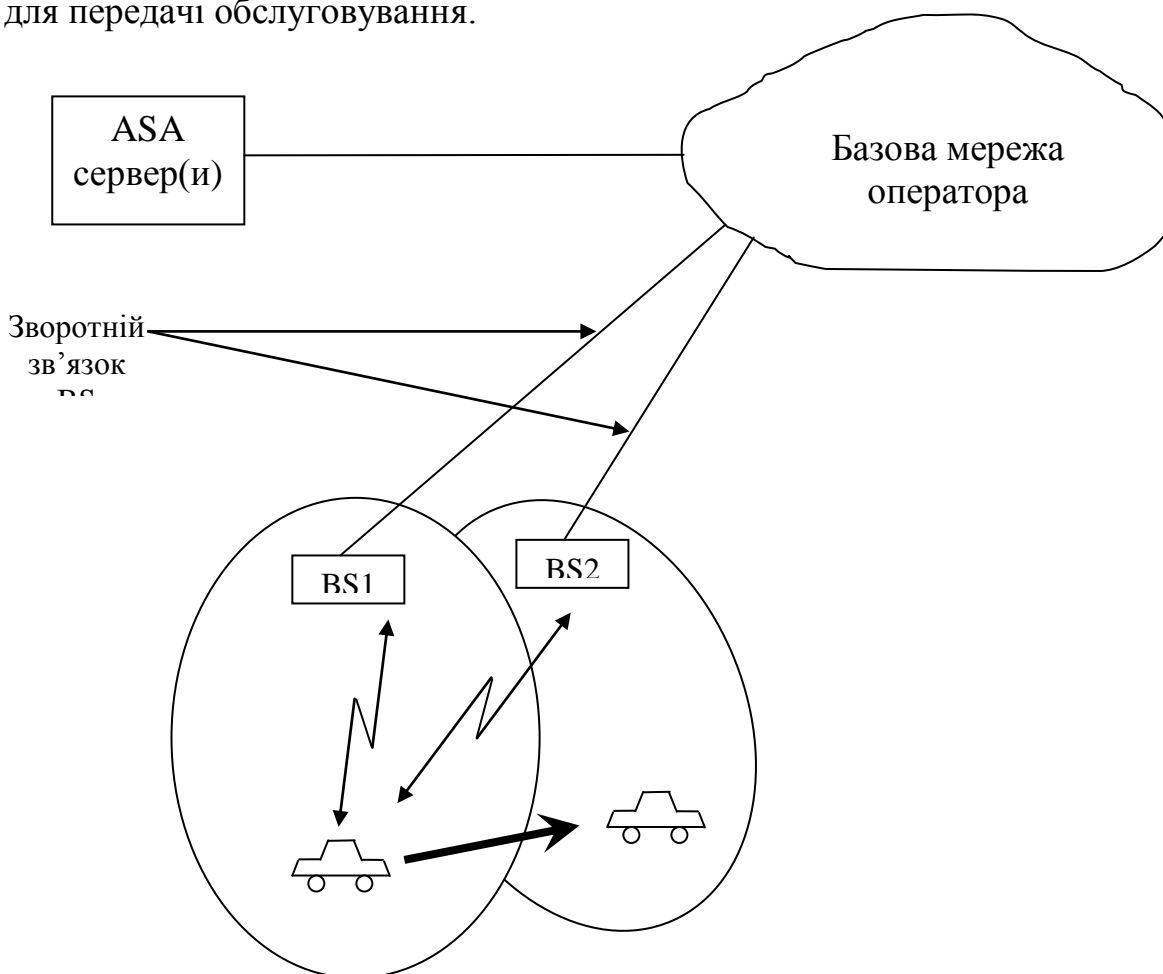 для передачі обслуговування.
ASA
сервер(и)
Базова мережа
оператора
Зворотній
зв’язок
BS1
BS2